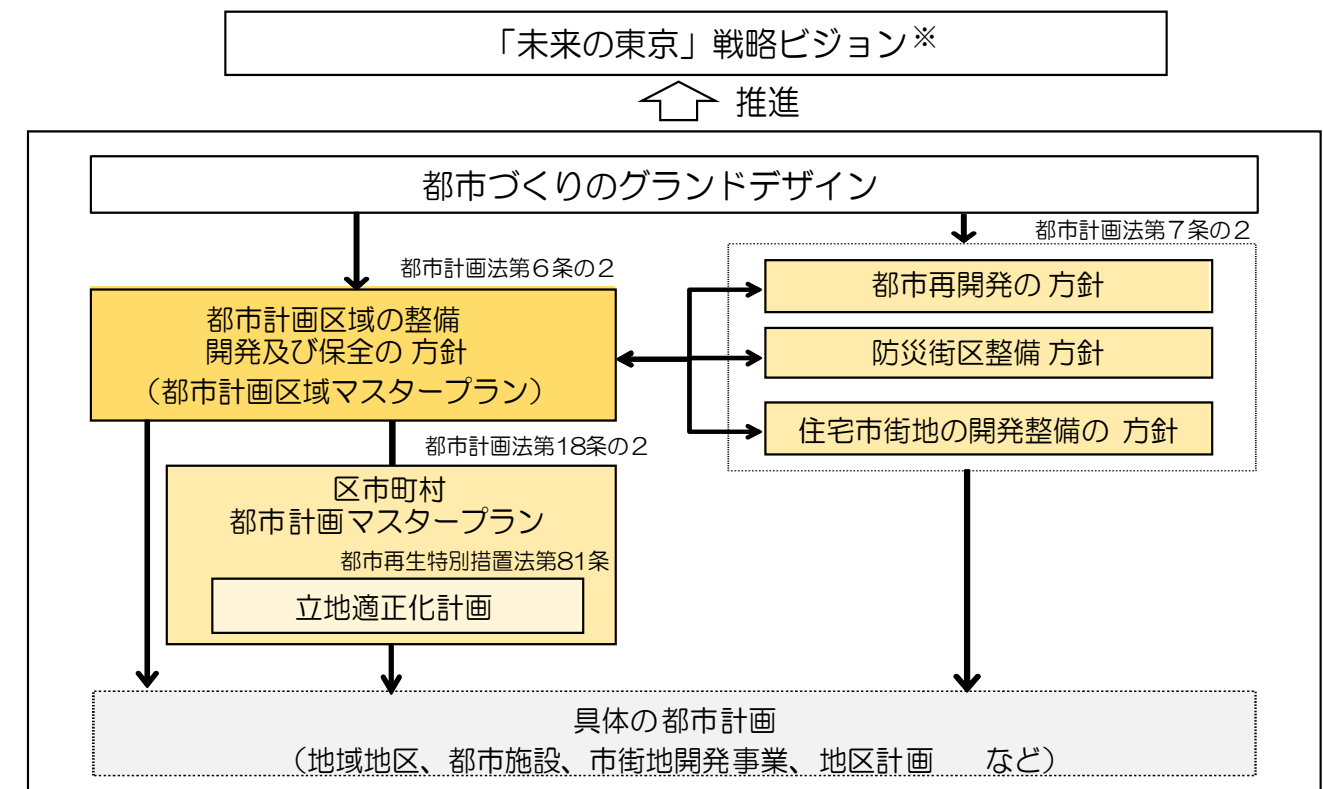 「未来の東京」戦略ビジョン※
推進
都市づくりのグランドデザイン
都市計画法第7条の2
都市計画法第6条の2
都市計画区域の整備
開発及び保全の方針
（都市計画区域マスタープラン）
都市再開発の方針
防災街区整備方針
住宅市街地の開発整備の方針
都市計画法第18条の2
区市町村
都市計画マスタープラン
都市再生特別措置法第81条
立地適正化計画
具体の都市計画
（地域地区、都市施設、市街地開発事業、地区計画　など）